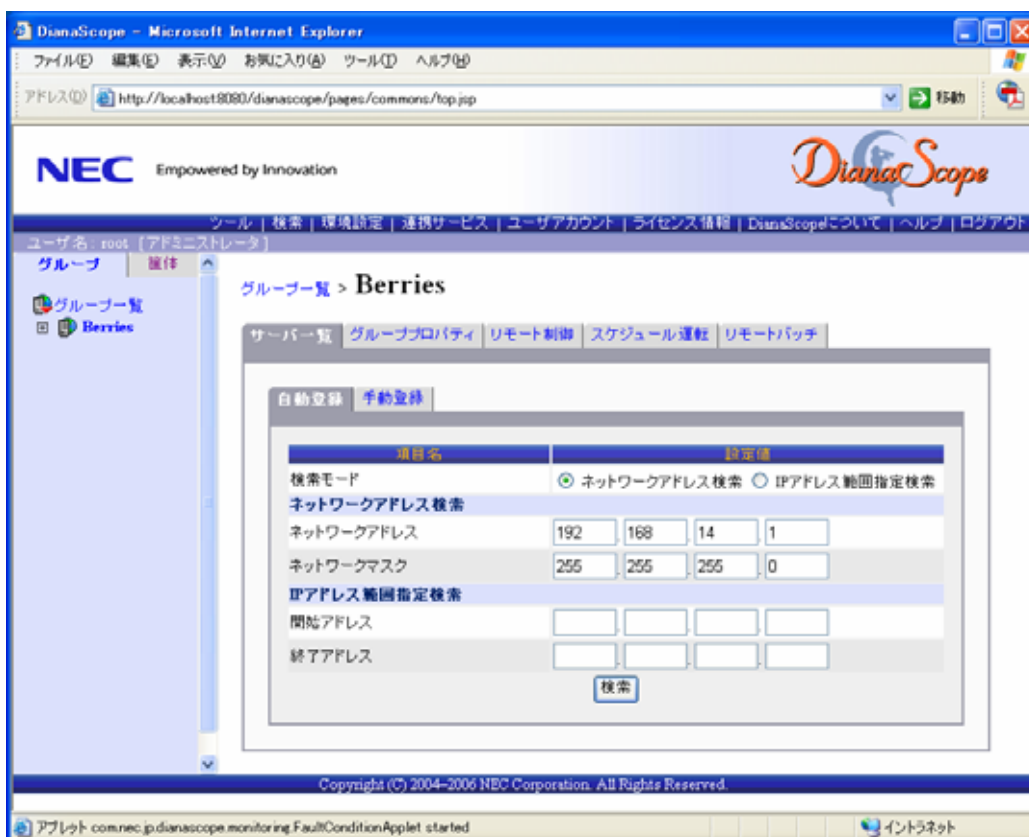 DianaScope - Microsoft Internet Explorer
ファイル(F) 編集(E) 表示(V) お気に入り(A) ツール(T) ヘルプ(H)
アドレス(D) http://localhost:8080/dianascope/pages/commons/top.jsp 移動
NEC Empowered by Innovation DianaScope
ツール | 検索 | 環境設定 | 連携サービス | ユーザアカウント | ライセンス情報 | DianaScopeについて | ヘルプ | ログアウト
ユーザ名: root [アドミニストレータ]
グループ 筐体
グループ一覧
Berries
グループ一覧 > Berries
サーバ一覧 グループプロパティ リモート制御 スケジュール運転 リモートバッチ
自動登録 手動登録
項目名 設定値
検索モード ネットワークアドレス検索 IPアドレス範囲指定検索
ネットワークアドレス検索
ネットワークアドレス 192 . 168 . 14 . 1
ネットワークマスク 255 . 255 . 255 . 0
IPアドレス範囲指定検索
開始アドレス . . .
終了アドレス . . .
検索
Copyright (C) 2004-2006 NEC Corporation. All Rights Reserved.
アプレット com.nec.jp.dianascope.monitoring.FaultConditionApplet started イントラネット